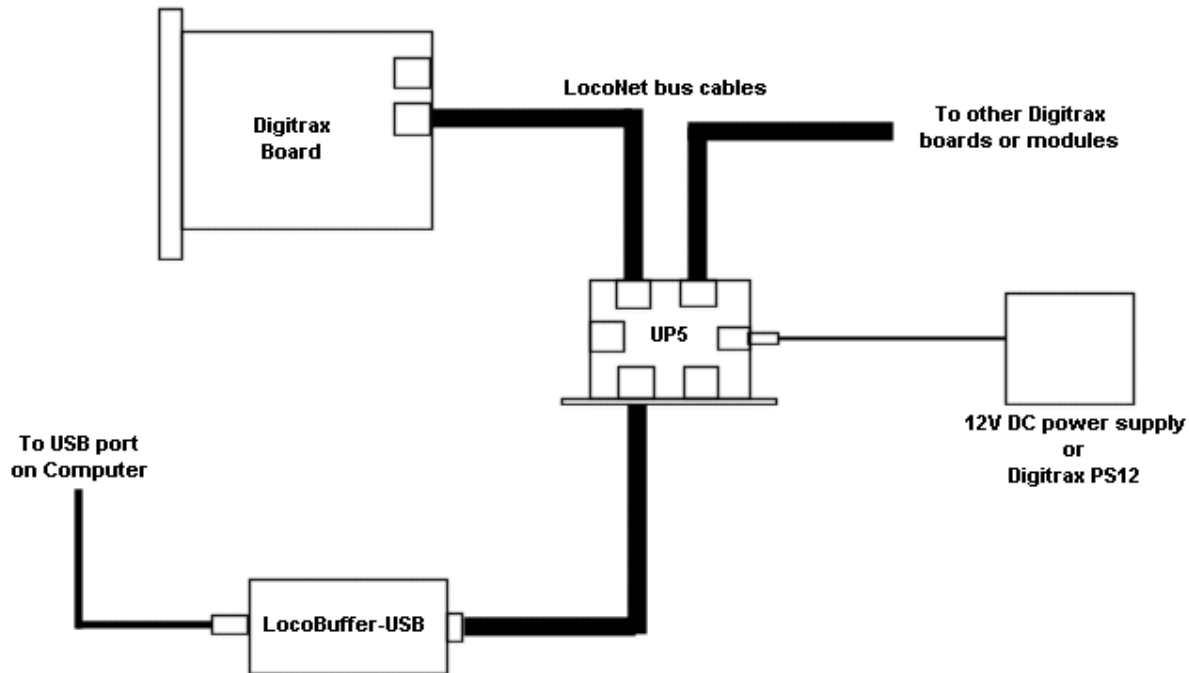 LocoNet bus cables
To other Digitrax
boards or modules
Digitrax
Board
UP5
12V DC power supply
or
Digitrax PS12
To USB port
on Computer
LocoBuffer-USB